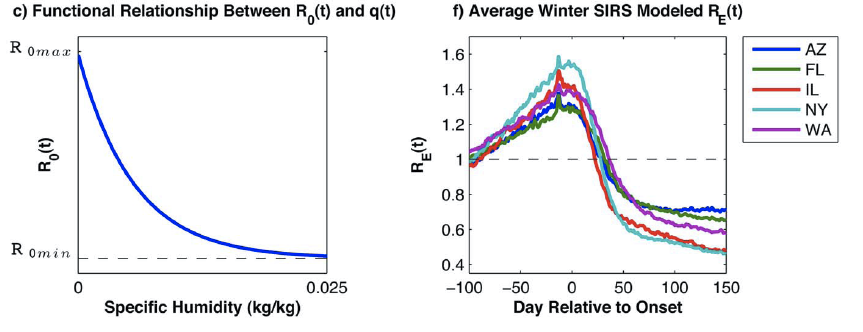 c) Functional Relationship Between R0(t) and q(t)
R 0max
R0(t)
R 0min
0
0.025
Specific Humidity (kg/kg)
f) Average Winter SIRS Modeled RE(t)
1.6
1.4
1.2
1
0.8
0.6
0.4
RE(t)
−100
−50
0
50
100
150
Day Relative to Onset
AZ
FL
IL
NY
WA